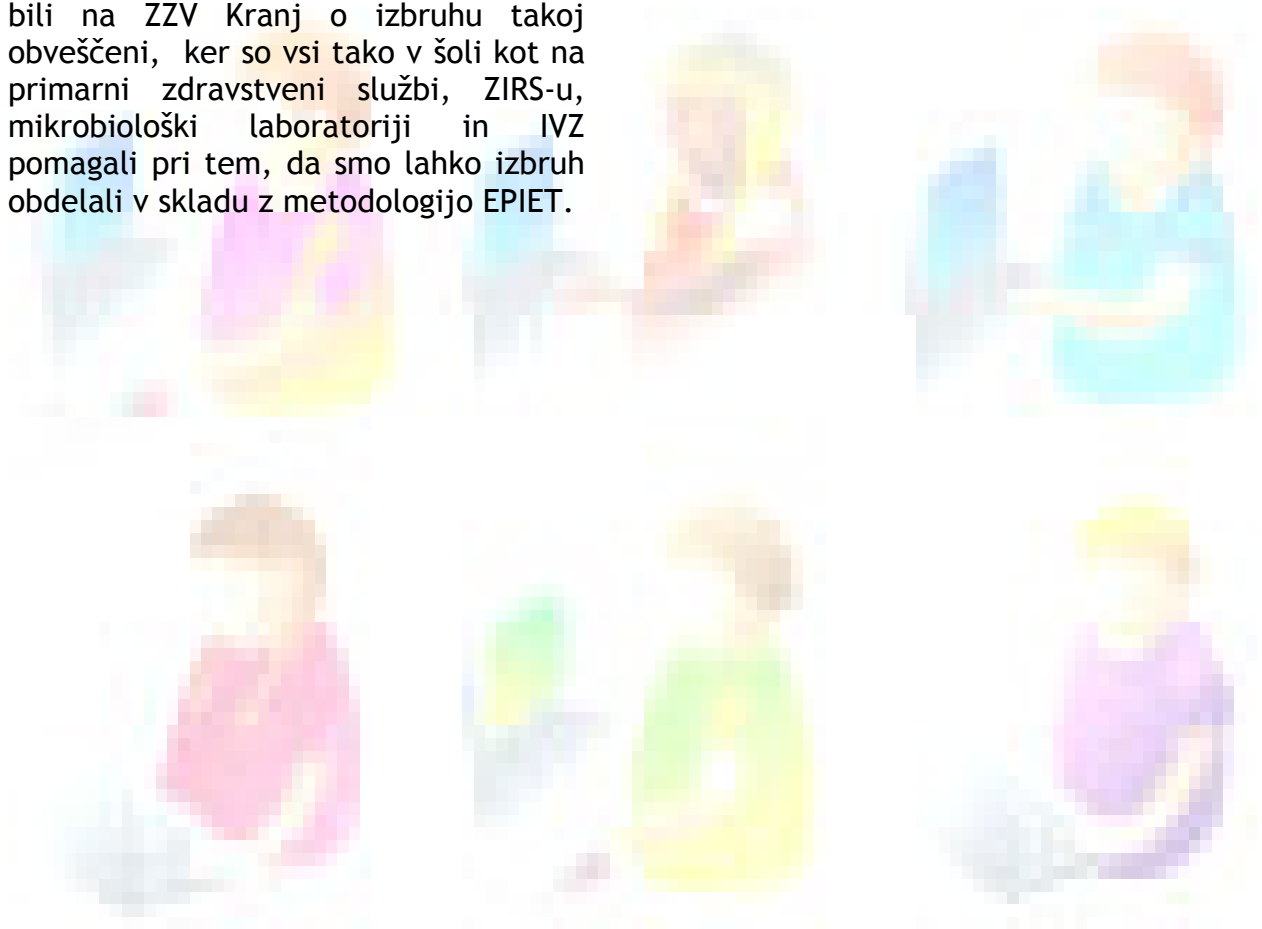 bili na ZZV Kranj o izbruhu takoj
obveščeni, ker so vsi tako v šoli kot na
primarni zdravstveni službi, ZIRS-u,
mikrobiološki laboratoriji in IVZ
pomagali pri tem, da smo lahko izbruh
obdelali v skladu z metodologijo EPIET.